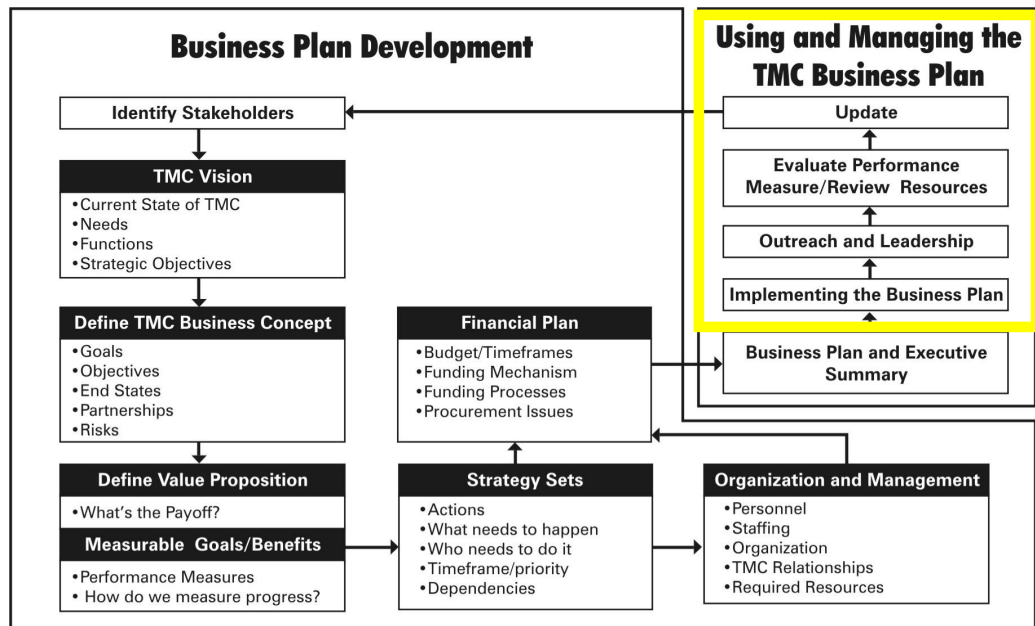 Business Plan Development
Identify Stakeholders
TMC Vision
•Current State of TMC
•Needs
•Functions
•Strategic Objectives
Define TMC Business Concept
•Goals
•Objectives
•End States
•Partnerships
•Risks
Define Value Proposition
•What's the Payoff?
Measurable Goals/Benefits
•Performance Measures
• How do we measure progress?
Strategy Sets
•Actions
•What needs to happen
•Who needs to do it
•Timeframe/priority
•Dependencies
Financial Plan
•Budget/Timeframes
•Funding Mechanism
•Funding Processes
•Procurement Issues
Organization and Management
•Personnel
•Staffing
•Organization
•TMC Relationships
•Required Resources
Using and Managing the
TMC Business Plan
Update
Evaluate Performance
Measure/Review Resources
Outreach and Leadership
Implementing the Business Plan
Business Plan and Executive
Summary